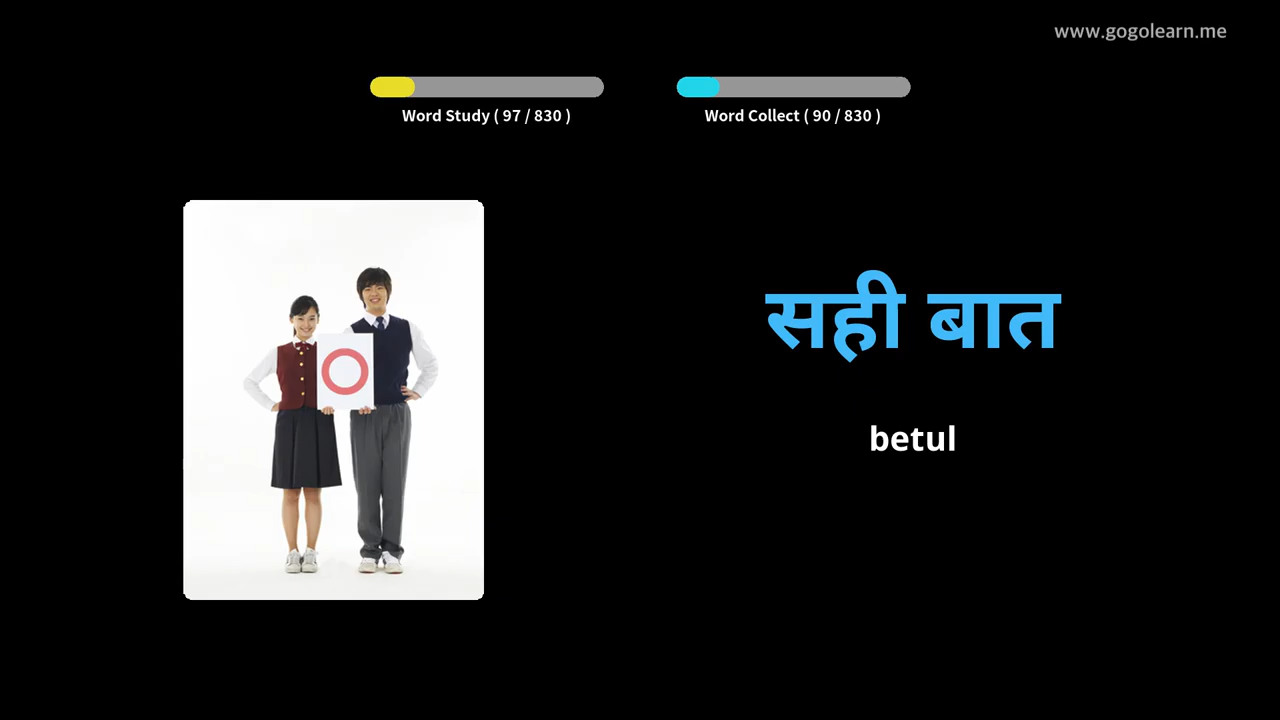 www.gogolearn.me
Word Study ( 97 / 830 )
Word Collect ( 90 / 830 )
सही बात
betul